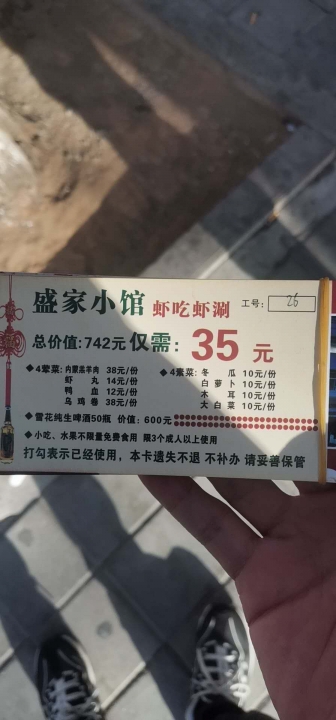 盛家小馆 虾吃虾涮 工号: 26
总价值:742元 仅需: 35 元
◆4荤菜: 内蒙羔羊肉 38元/份 ◆4素菜: 冬瓜 10元/份
虾丸 14元/份 白萝卜 10元/份
鸭血 12元/份 木耳 10元/份
乌鸡卷 38元/份 大白菜 10元/份
◆雪花纯生啤酒50瓶 价值: 600元
◆小吃、水果不限量免费食用 限3个成人以上使用
打勾表示已经使用，本卡遗失不退 不补办 请妥善保管